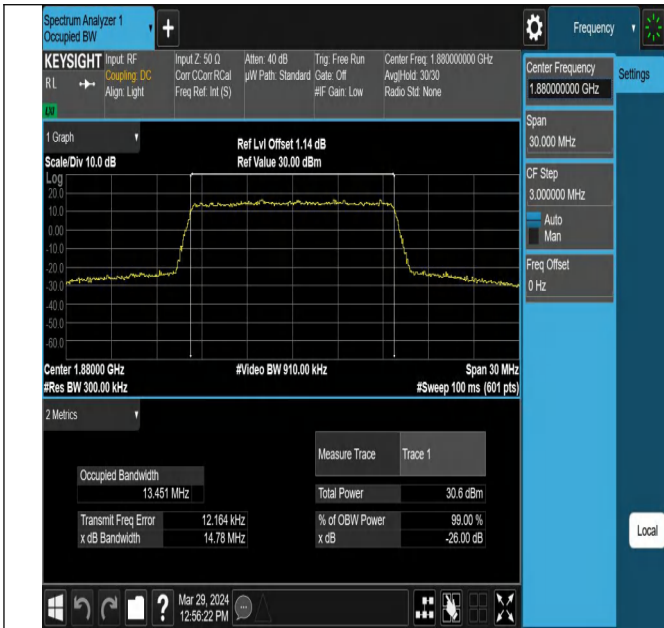 Spectrum Analyzer 1
Occupied BW
Frequency
KEYSIGHT
RL
LXI
Input: RF
Coupling: DC
Align: Light
Input Z: 50 Ω
Corr CCorr RCal
Freq Ref: Int (S)
Atten: 40 dB
µW Path: Standard
Trig: Free Run
Gate: Off
#IF Gain: Low
Center Freq: 1.880000000 GHz
Avg|Hold: 30/30
Radio Std: None
Center Frequency
1.880000000 GHz
Settings
Span
30.000 MHz
CF Step
3.000000 MHz
Auto
Man
Freq Offset
0 Hz
Local
1 Graph
Scale/Div 10.0 dB
Ref Lvl Offset 1.14 dB
Ref Value 30.00 dBm
Log
20.0
10.0
0.00
-10.0
-20.0
-30.0
-40.0
-50.0
-60.0
Center 1.88000 GHz
#Video BW 910.00 kHz
Span 30 MHz
#Res BW 300.00 kHz
#Sweep 100 ms (601 pts)
2 Metrics
Measure Trace Trace 1
Occupied Bandwidth
13.451 MHz
Total Power 30.6 dBm
Transmit Freq Error 12.164 kHz
% of OBW Power 99.00 %
x dB Bandwidth 14.78 MHz
x dB -26.00 dB
Mar 29, 2024
12:56:22 PM